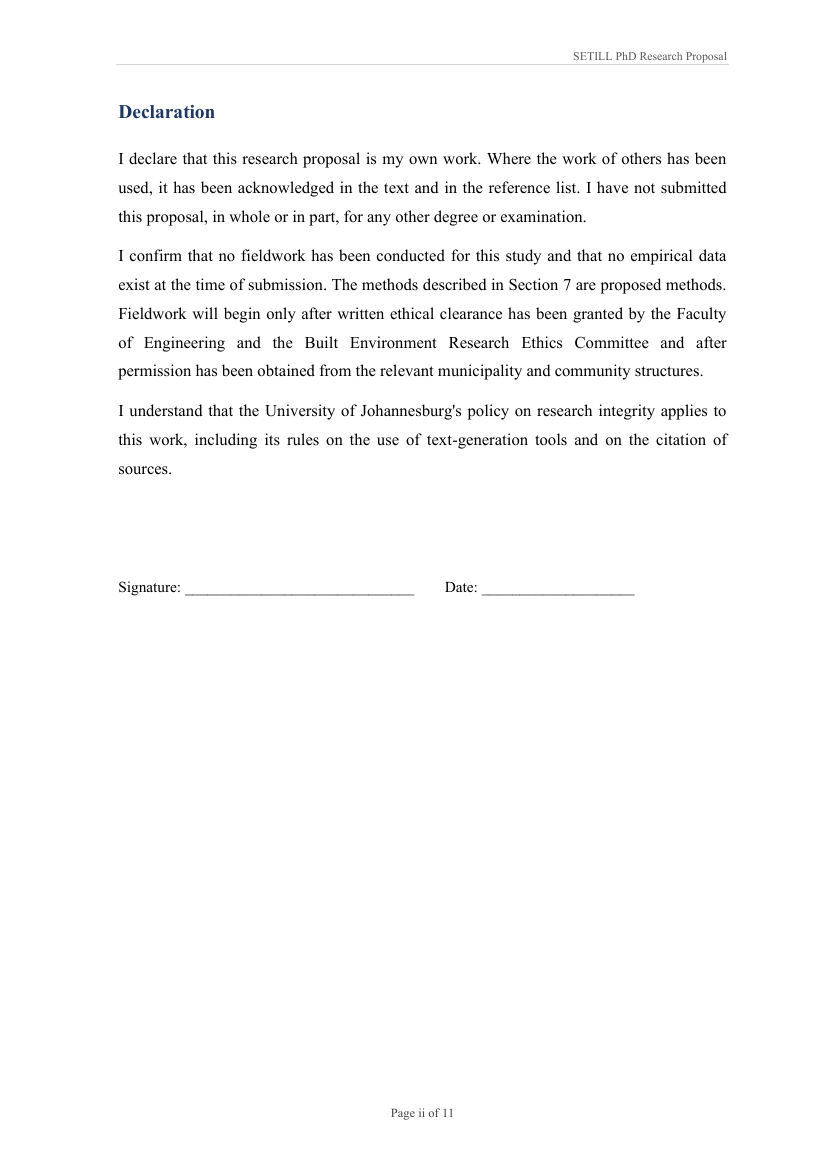 SETILL PhD Research Proposal
Declaration
I declare that this research proposal is my own work. Where the work of others has been
used, it has been acknowledged in the text and in the reference list. I have not submitted
this proposal, in whole or in part, for any other degree or examination.
I confirm that no fieldwork has been conducted for this study and that no empirical data
exist at the time of submission. The methods described in Section 7 are proposed methods.
Fieldwork will begin only after written ethical clearance has been granted by the Faculty
of Engineering and the Built Environment Research Ethics Committee and after
permission has been obtained from the relevant municipality and community structures.
I understand that the University of Johannesburg's policy on research integrity applies to
this work, including its rules on the use of text-generation tools and on the citation of
sources.
Signature: ______________________________ Date: ____________________
Page ii of 11